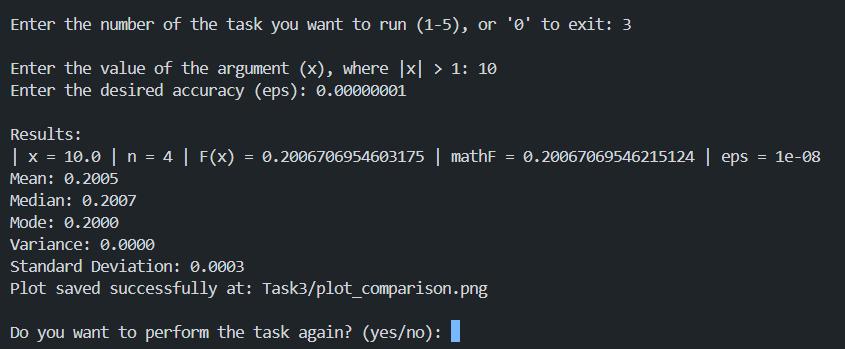 Enter the number of the task you want to run (1-5), or '0' to exit: 3
Enter the value of the argument (x), where |x| > 1: 10
Enter the desired accuracy (eps): 0.00000001
Results:
| x = 10.0 | n = 4 | F(x) = 0.2006706954603175 | mathF = 0.20067069546215124 | eps = 1e-08
Mean: 0.2005
Median: 0.2007
Mode: 0.2000
Variance: 0.0000
Standard Deviation: 0.0003
Plot saved successfully at: Task3/plot_comparison.png
Do you want to perform the task again? (yes/no):